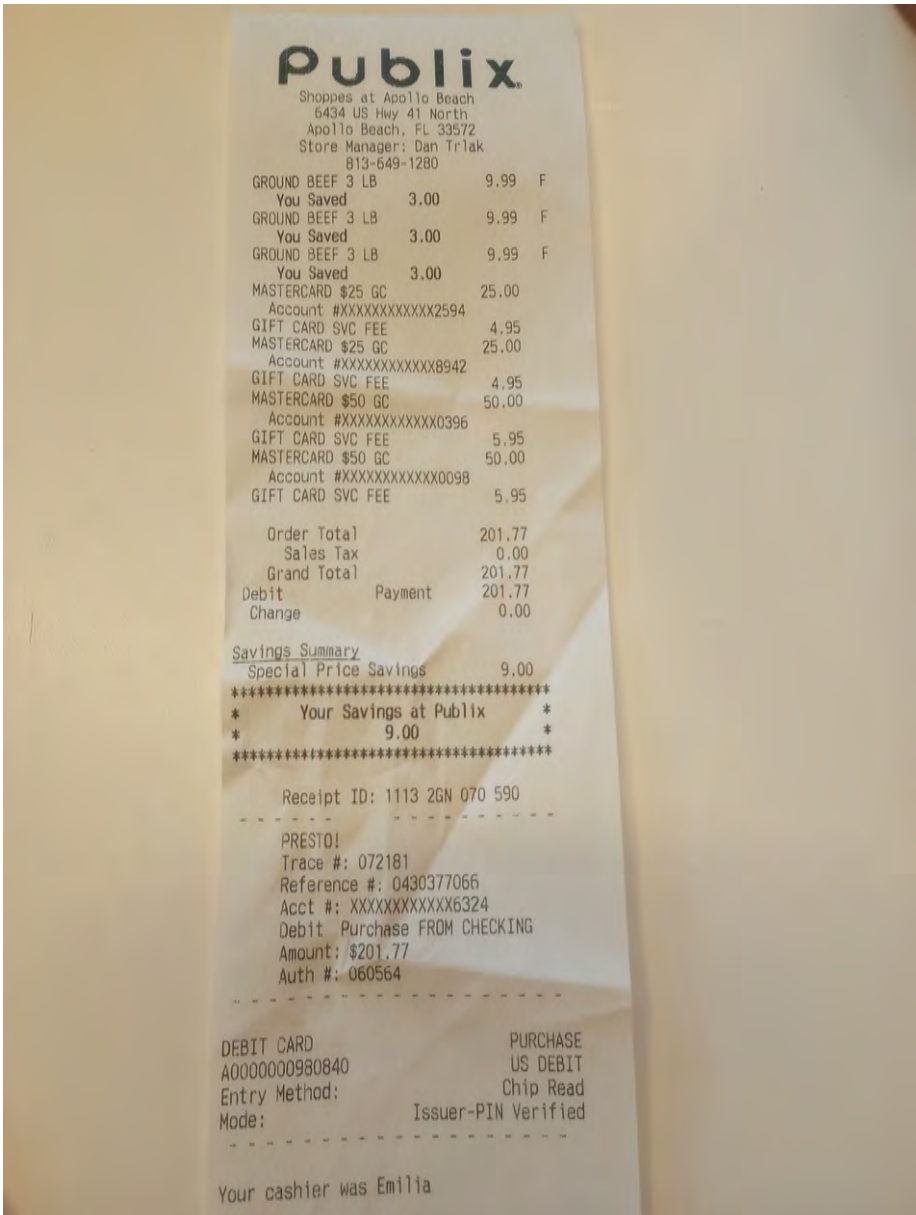 Publix.
Shoppes at Apollo Beach
6434 US Hwy 41 North
Apollo Beach, FL 33572
Store Manager: Dan Trlak
813-649-1280
GROUND BEEF 3 LB 9.99 F
You Saved 3.00
GROUND BEEF 3 LB 9.99 F
You Saved 3.00
GROUND BEEF 3 LB 9.99 F
You Saved 3.00
MASTERCARD $25 GC 25.00
Account #XXXXXXXXXXXX2594
GIFT CARD SVC FEE 4.95
MASTERCARD $25 GC 25.00
Account #XXXXXXXXXXXX8942
GIFT CARD SVC FEE 4.95
MASTERCARD $50 GC 50.00
Account #XXXXXXXXXXXX0396
GIFT CARD SVC FEE 5.95
MASTERCARD $50 GC 50.00
Account #XXXXXXXXXXXX0098
GIFT CARD SVC FEE 5.95
Order Total 201.77
Sales Tax 0.00
Grand Total 201.77
Debit Payment 201.77
Change 0.00
Savings Summary
Special Price Savings 9.00
****************************************
* Your Savings at Publix *
* 9.00 *
****************************************
Receipt ID: 1113 2GN 070 590
PRESTO!
Trace #: 072181
Reference #: 0430377066
Acct #: XXXXXXXXXXXX6324
Debit Purchase FROM CHECKING
Amount: $201.77
Auth #: 060564
DEBIT CARD PURCHASE
A0000000980840 US DEBIT
Entry Method: Chip Read
Mode: Issuer-PIN Verified
Your cashier was Emilia